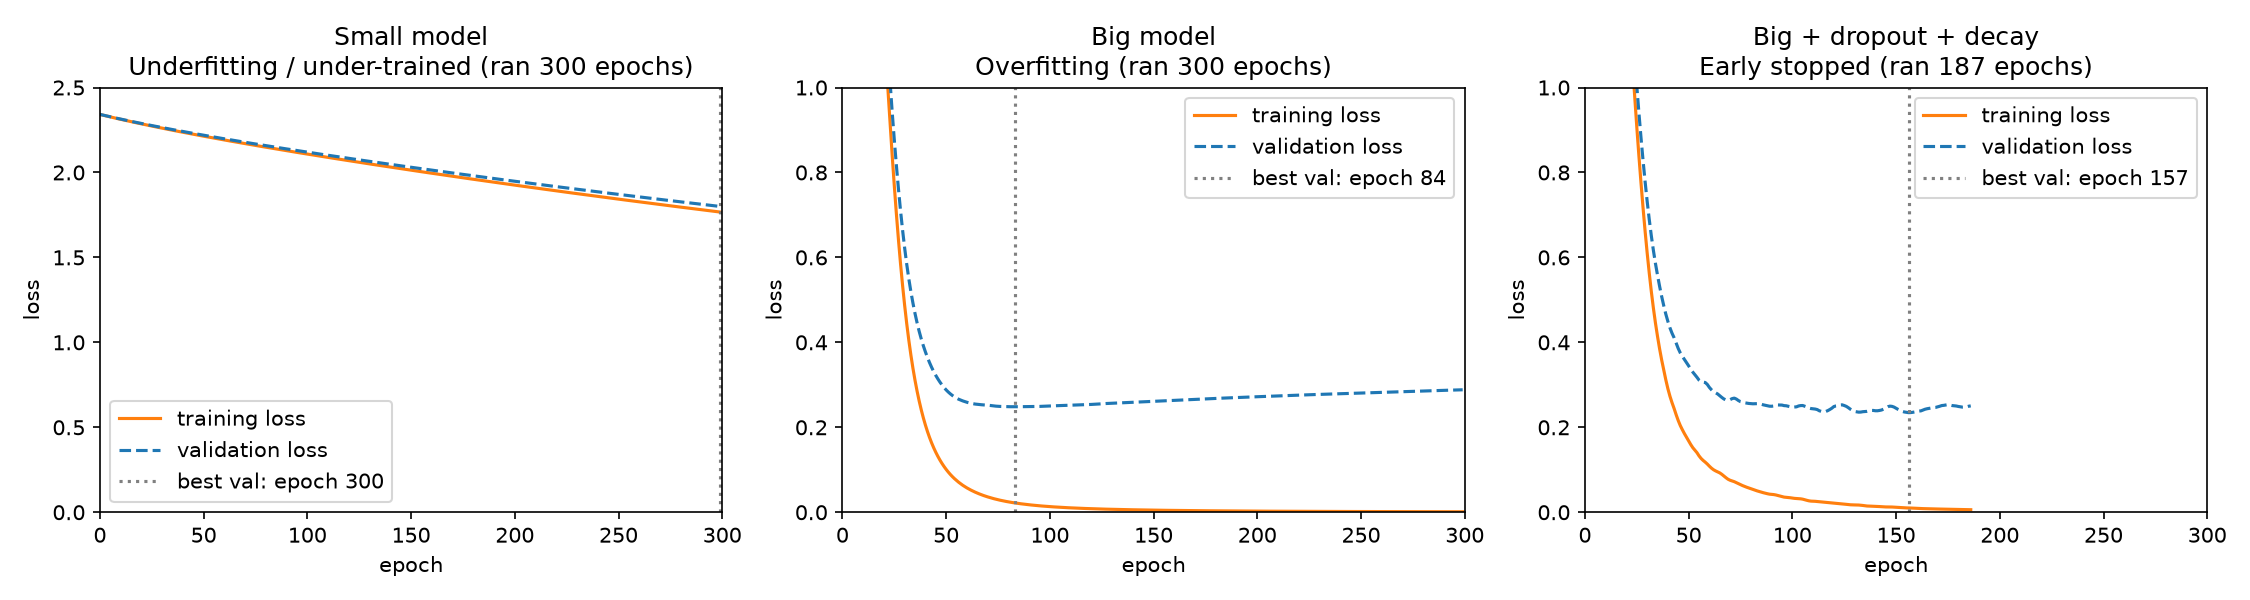 Small model
Underfitting / under-trained (ran 300 epochs)
2.5
2.0
1.5
1.0
0.5
0.0
loss
training loss
validation loss
best val: epoch 300
0 50 100 150 200 250 300
epoch
Big model
Overfitting (ran 300 epochs)
1.0
0.8
0.6
0.4
0.2
0.0
loss
training loss
validation loss
best val: epoch 84
0 50 100 150 200 250 300
epoch
Big + dropout + decay
Early stopped (ran 187 epochs)
1.0
0.8
0.6
0.4
0.2
0.0
loss
training loss
validation loss
best val: epoch 157
0 50 100 150 200 250 300
epoch